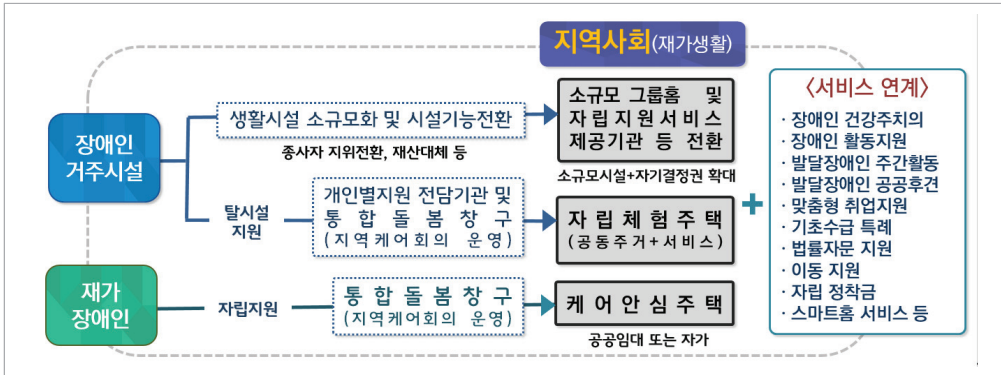 지역사회(재가생활)
장애인
거주시설
생활시설 소규모화 및 시설기능전환
종사자 지위전환, 재산대체 등
소규모 그룹홈 및
자립지원서비스
제공기관 등 전환
소규모시설+자기결정권 확대
탈시설
지원
개인별지원 전담기관 및
통합돌봄창구
(지역케어회의 운영)
자립체험주택
(공동주거+서비스)
재가
장애인
자립지원
통합돌봄창구
(지역케어회의 운영)
케어안심주택
공공임대 또는 자가
+
<서비스 연계>
· 장애인 건강주치의
· 장애인 활동지원
· 발달장애인 주간활동
· 발달장애인 공공후견
· 맞춤형 취업지원
· 기초수급 특례
· 법률자문 지원
· 이동 지원
· 자립 정착금
· 스마트홈 서비스 등